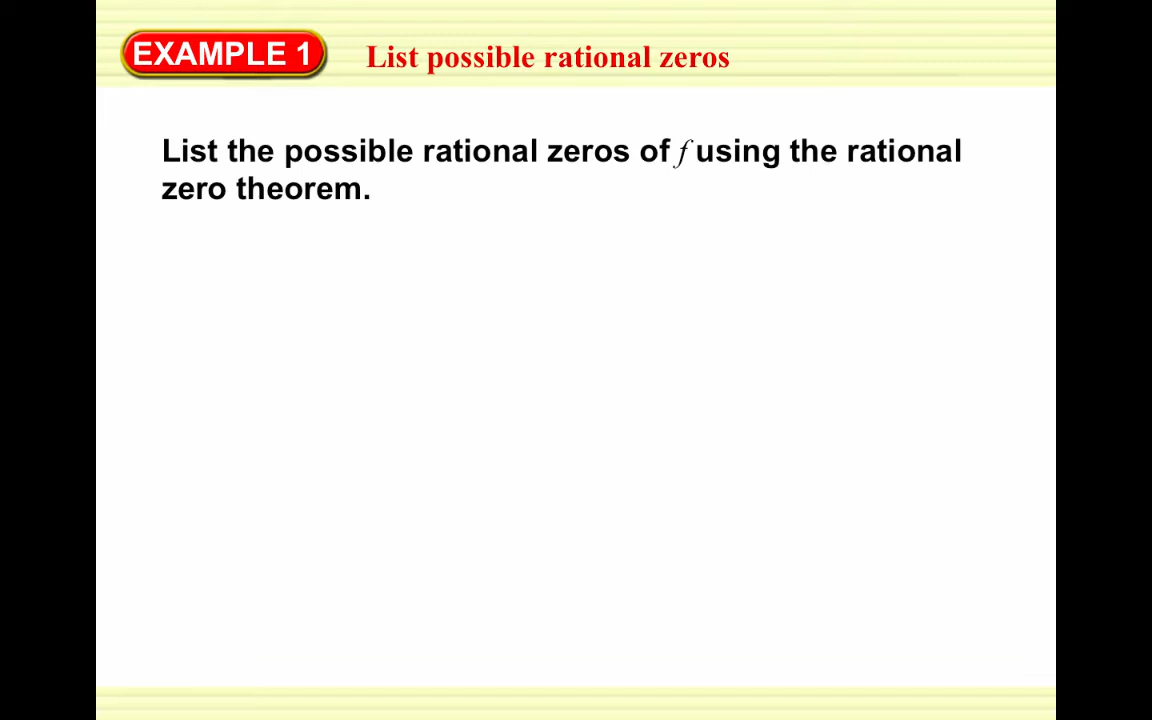 EXAMPLE 1
List possible rational zeros
List the possible rational zeros of f using the rational
zero theorem.